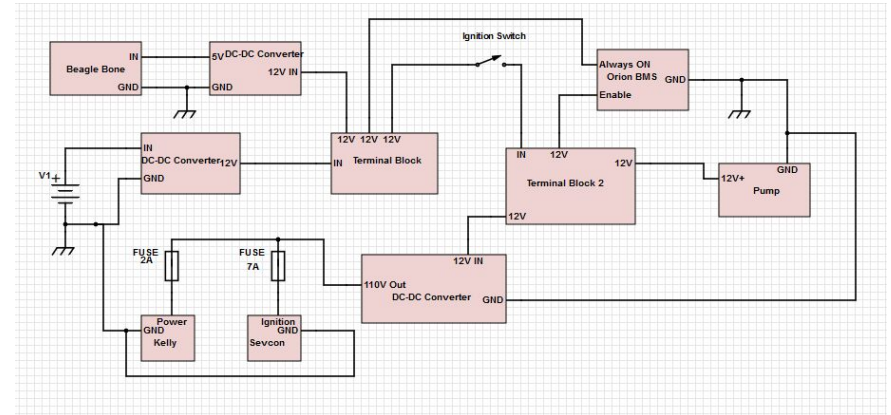 Ignition Switch
IN
Beagle Bone
GND
5V DC-DC Converter
12V IN
GND
Always ON
Orion BMS
GND
Enable
12V 12V 12V
IN
Terminal Block
IN
DC-DC Converter 12V
GND
V1
+
IN 12V
12V
Terminal Block 2
12V
GND
12V+
Pump
FUSE
2A
FUSE
7A
12V IN
110V Out
DC-DC Converter
GND
Power
GND
Kelly
Ignition
GND
Sevcon